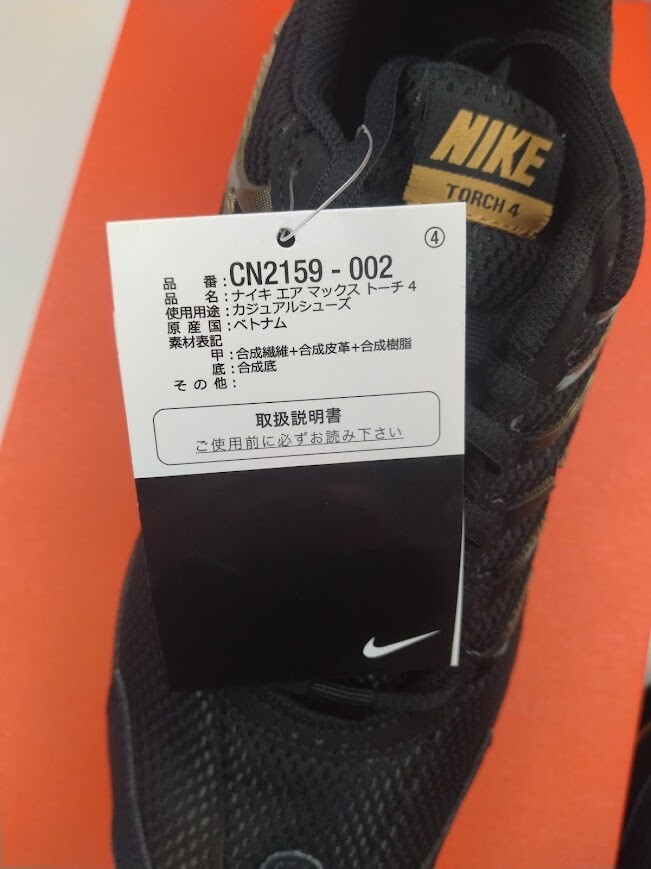 NIKE
TORCH 4
④
品 番:CN2159-002
品 名:ナイキ エア マックス トーチ 4
使用用途:カジュアルシューズ
原 産 国:ベトナム
素材表記
甲:合成繊維+合成皮革+合成樹脂
底:合成底
そ の 他:
取扱説明書
ご使用前に必ずお読み下さい